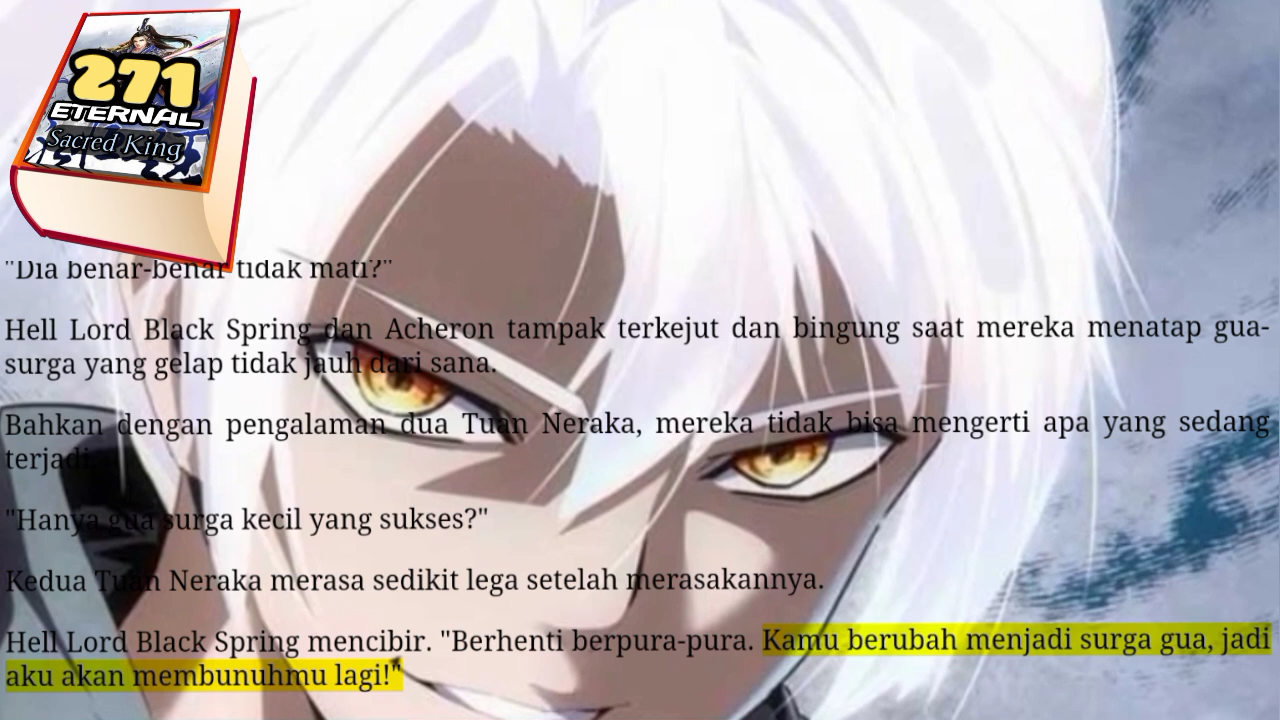 271
ETERNAL
Sacred King
"Dia benar-benar tidak mati?"
Hell Lord Black Spring dan Acheron tampak terkejut dan bingung saat mereka menatap gua-
surga yang gelap tidak jauh dari sana.
Bahkan dengan pengalaman dua Tuan Neraka, mereka tidak bisa mengerti apa yang sedang
terjadi.
"Hanya gua surga kecil yang sukses?"
Kedua Tuan Neraka merasa sedikit lega setelah merasakannya.
Hell Lord Black Spring mencibir. "Berhenti berpura-pura. Kamu berubah menjadi surga gua, jadi
aku akan membunuhmu lagi!"